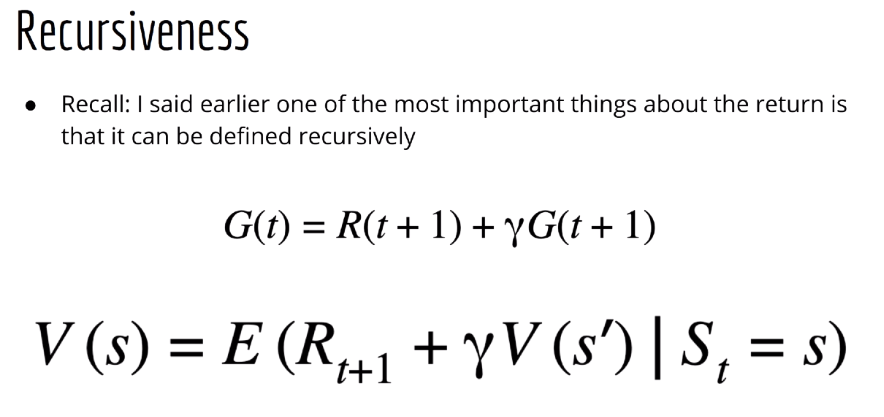 Recursiveness
● Recall: I said earlier one of the most important things about the return is
that it can be defined recursively
G(t) = R(t + 1) + γG(t + 1)
V(s) = E(R_{t+1} + γV(s′) | S_t = s)